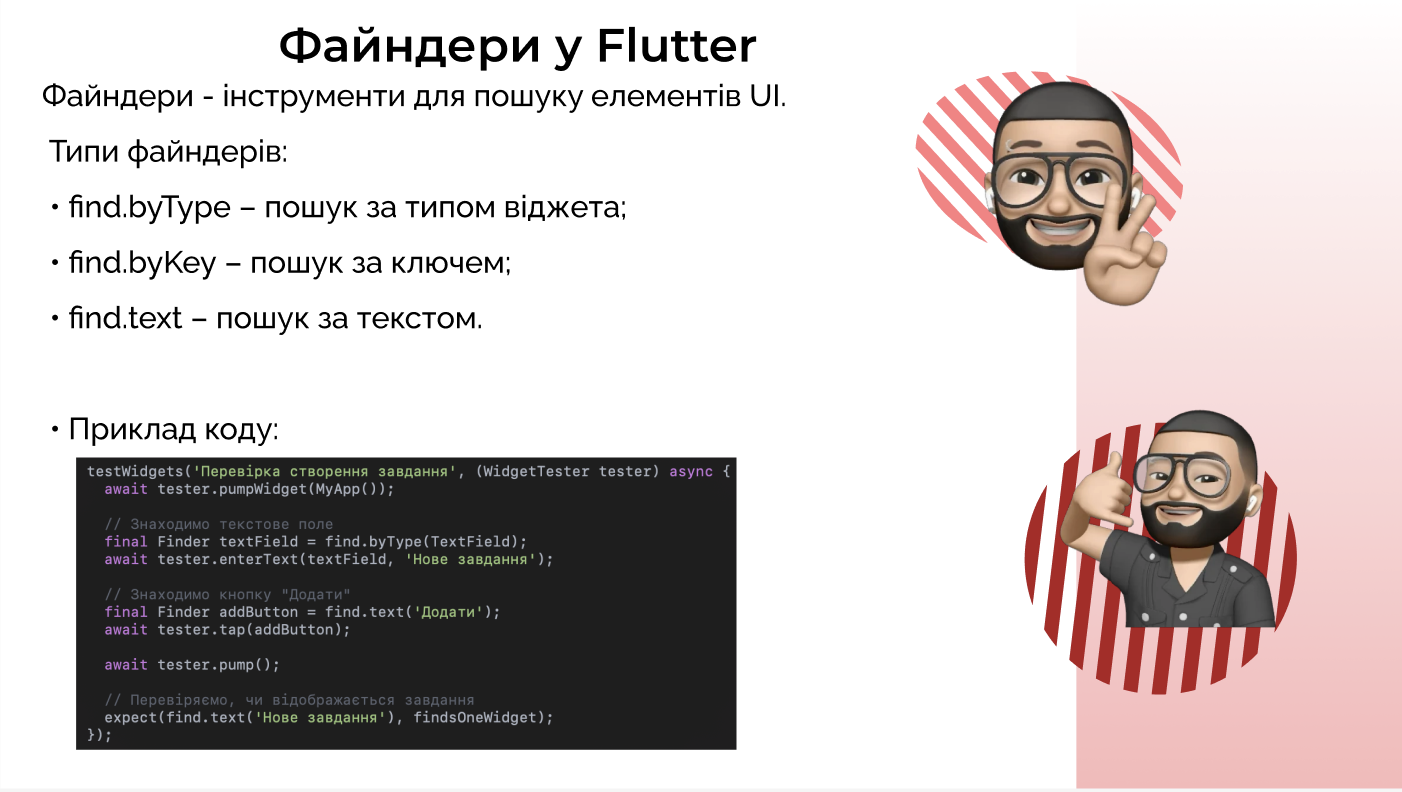 Файндери у Flutter
Файндери - інструменти для пошуку елементів UI.
Типи файндерів:
• find.byType – пошук за типом віджета;
• find.byKey – пошук за ключем;
• find.text – пошук за текстом.
• Приклад коду:
testWidgets('Перевірка створення завдання', (WidgetTester tester) async {
  await tester.pumpWidget(MyApp());
  // Знаходимо текстове поле
  final Finder textField = find.byType(TextField);
  await tester.enterText(textField, 'Нове завдання');
  // Знаходимо кнопку "Додати"
  final Finder addButton = find.text('Додати');
  await tester.tap(addButton);
  await tester.pump();
  // Перевіряємо, чи відображається завдання
  expect(find.text('Нове завдання'), findsOneWidget);
});